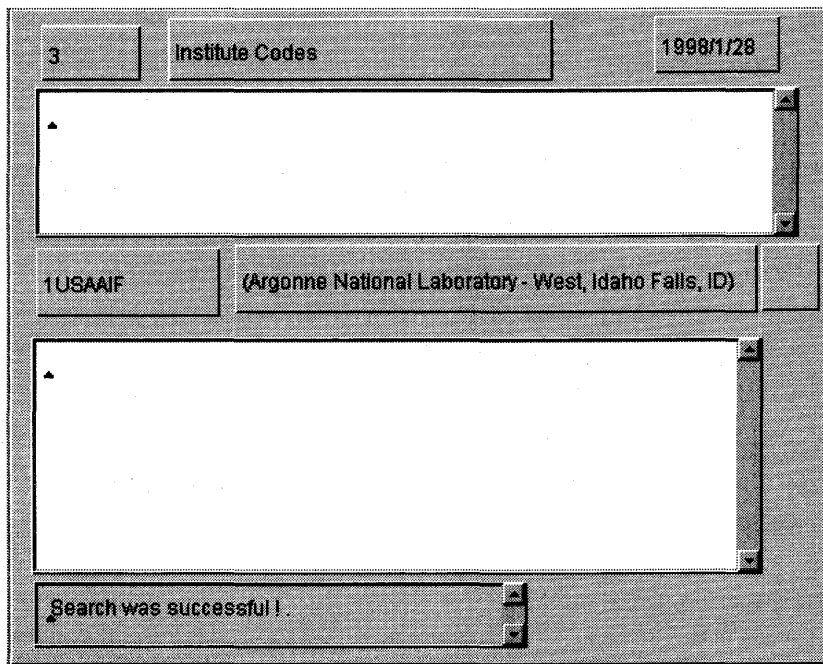 3 Institute Codes 1998/1/28
1USAAIF (Argonne National Laboratory - West, Idaho Falls, ID)
Search was successful ! .